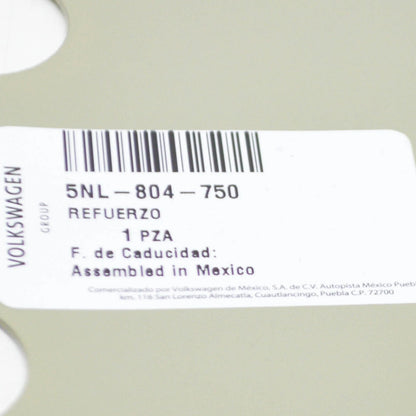 VOLKSWAGEN
GROUP
5NL-804-750
REFUERZO
1 PZA
F. de Caducidad:
Assembled in Mexico
Comercializado por Volkswagen de México, S.A. de C.V. Autopista México Puebl
km. 116 San Lorenzo Almecatla, Cuautlancingo, Puebla C.P. 72700